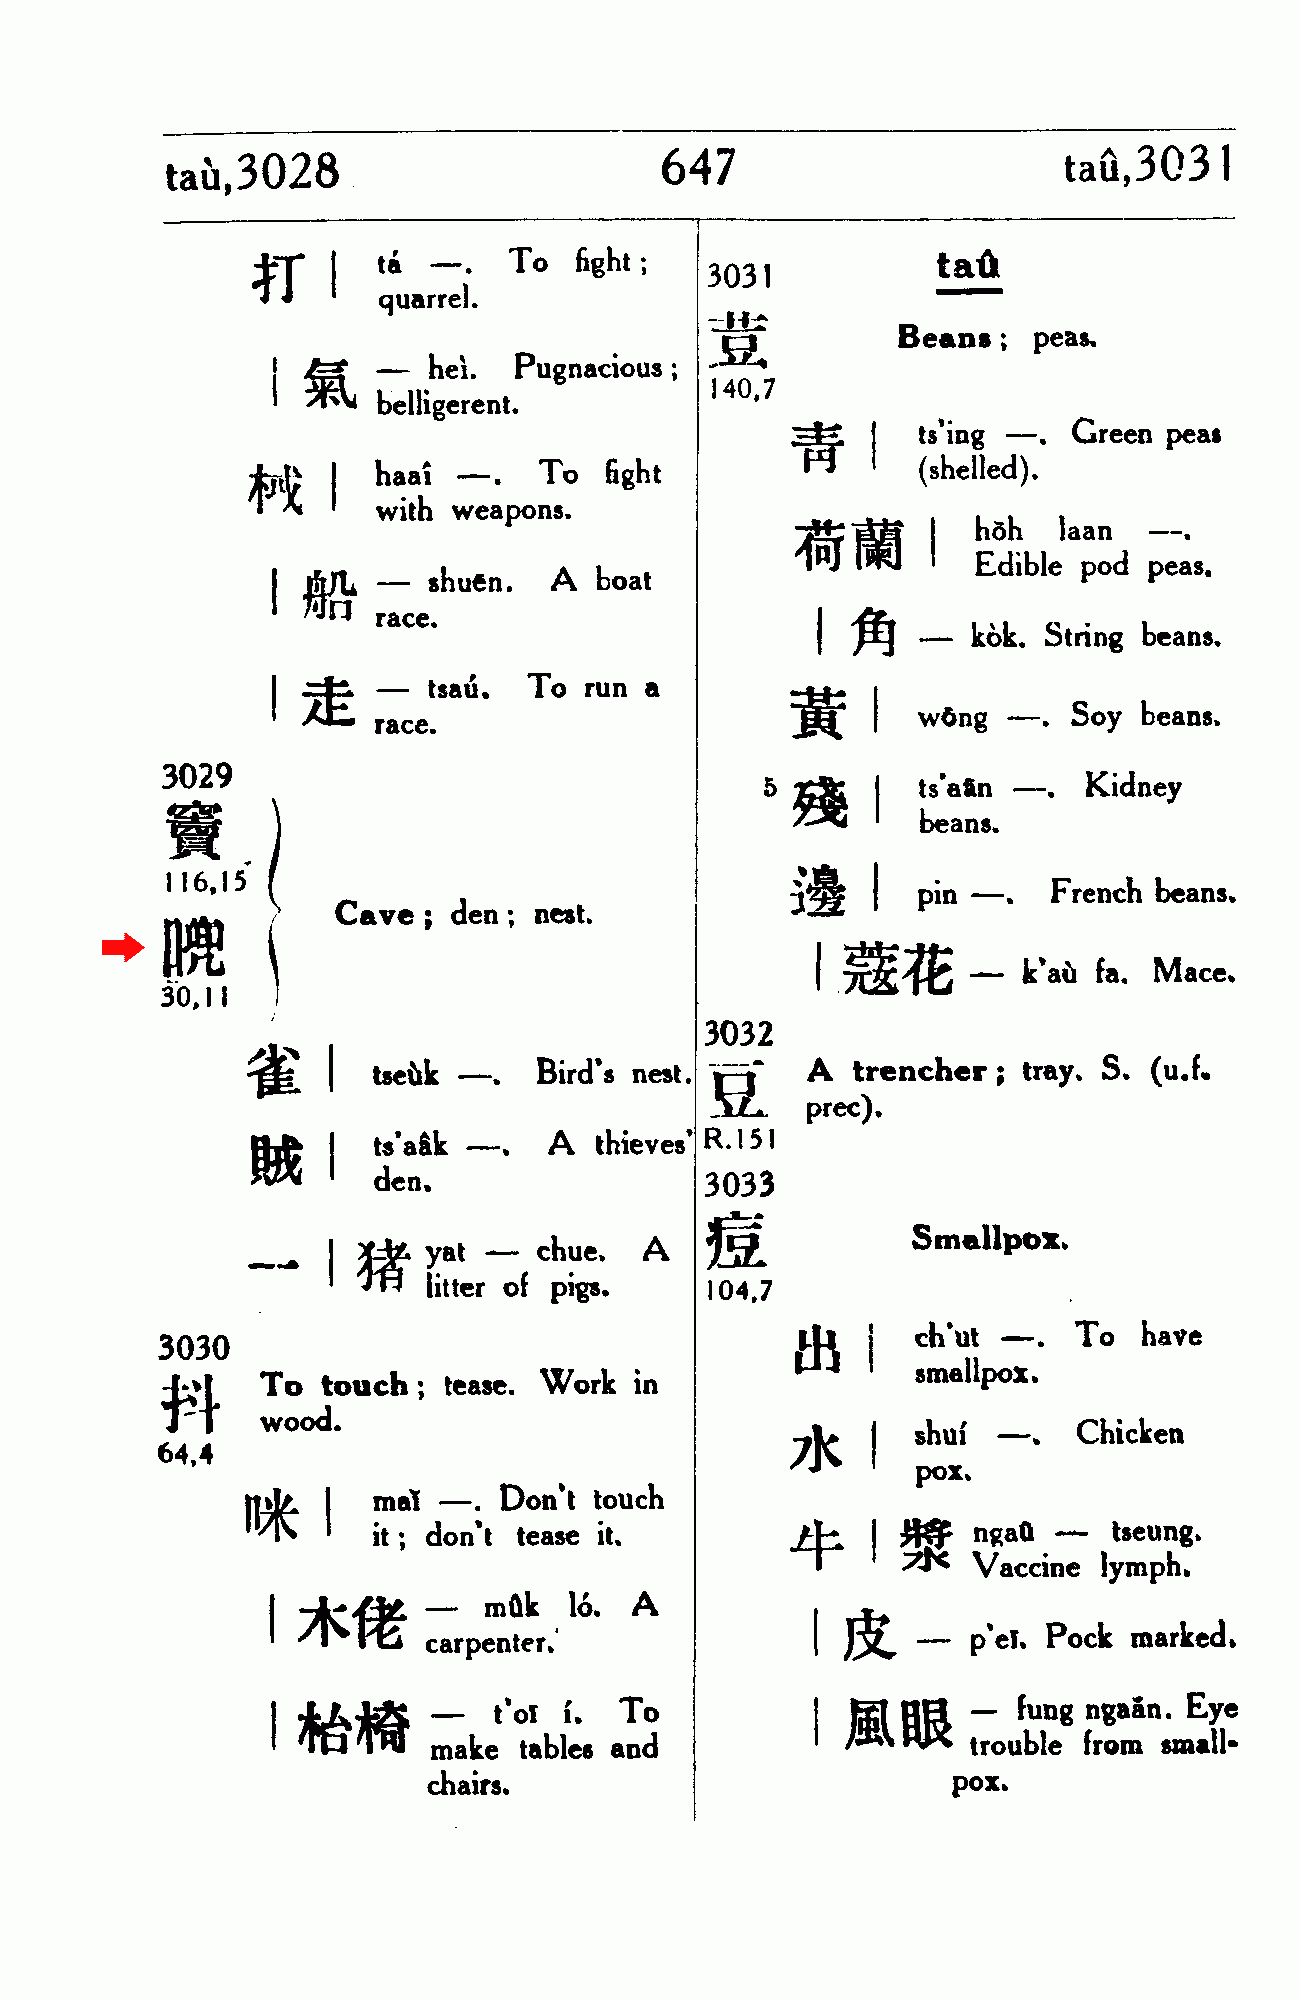 taù,3028 647 taû,3031
打 | tá —. To fight;
quarrel.
| 氣 — heì. Pugnacious;
belligerent.
械 | haaî —. To fight
with weapons.
| 船 — shuēn. A boat
race.
| 走 — tsaú. To run a
race.
3029
竇
116,15
Cave; den; nest.
30,11
雀 | tseùk —. Bird's nest.
賊 | ts'aâk —. A thieves'
den.
一 | 猪 yat — chue. A
litter of pigs.
3030
抖 To touch; tease. Work in
wood.
64,4
咪 | maĭ —. Don't touch
it; don't tease it.
| 木佬 — mûk ló. A
carpenter.
| 枱椅 — t'oī í. To
make tables and
chairs.
3031 taû
荳 Beans; peas.
140,7
靑 | ts'ing —. Green peas
(shelled).
荷蘭 | hōh laan —.
Edible pod peas.
| 角 — kòk. String beans.
黃 | wōng —. Soy beans.
5 殘 | ts'aān —. Kidney
beans.
邊 | pin —. French beans.
| 蔻花 — k'aù fa. Mace.
3032
豆 A trencher; tray. S. (u.f.
prec).
R.151
3033
痘 Smallpox.
104,7
出 | ch'ut —. To have
smallpox.
水 | shuí —. Chicken
pox.
牛 | 漿 ngaū — tseung.
Vaccine lymph.
| 皮 — p'eī. Pock marked.
| 風眼 — fung ngaăn. Eye
trouble from small-
pox.